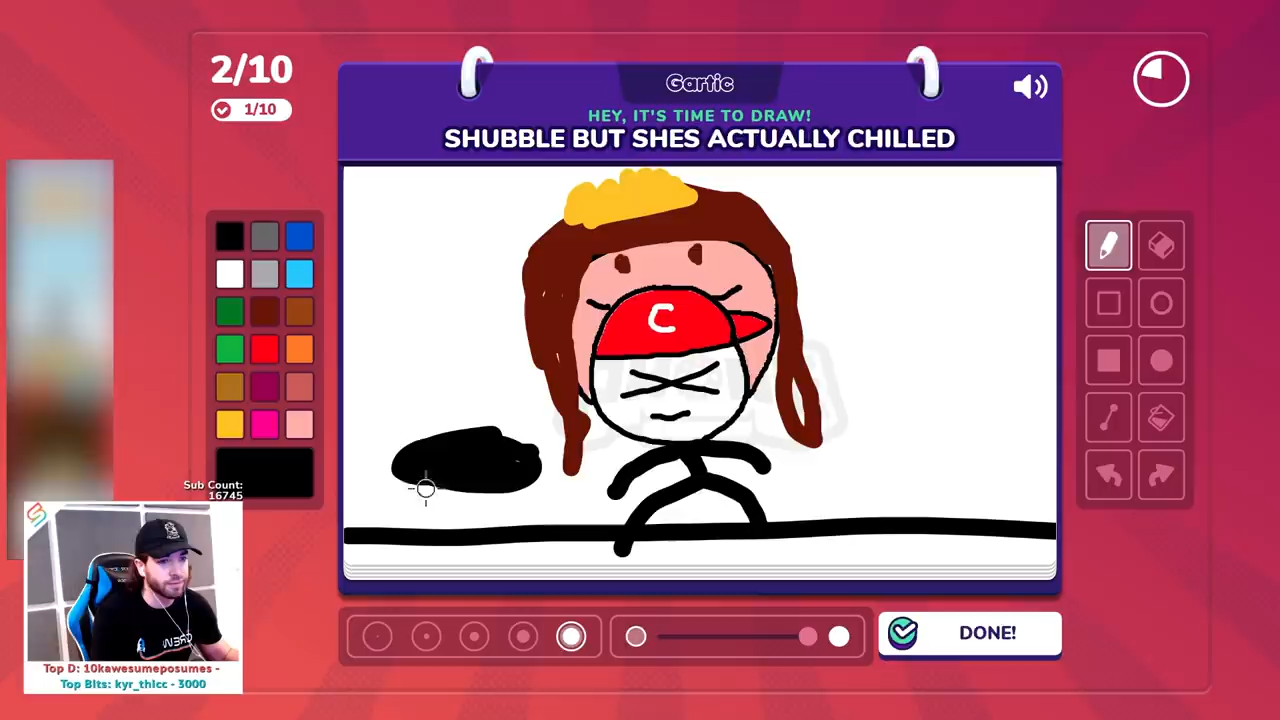 2/10
1/10
Gartic
HEY, IT'S TIME TO DRAW!
SHUBBLE BUT SHES ACTUALLY CHILLED
C
Sub Count:
16745
Top D: 10kawesumeposumes -
Top Bits: kyr_thicc - 3000
DONE!